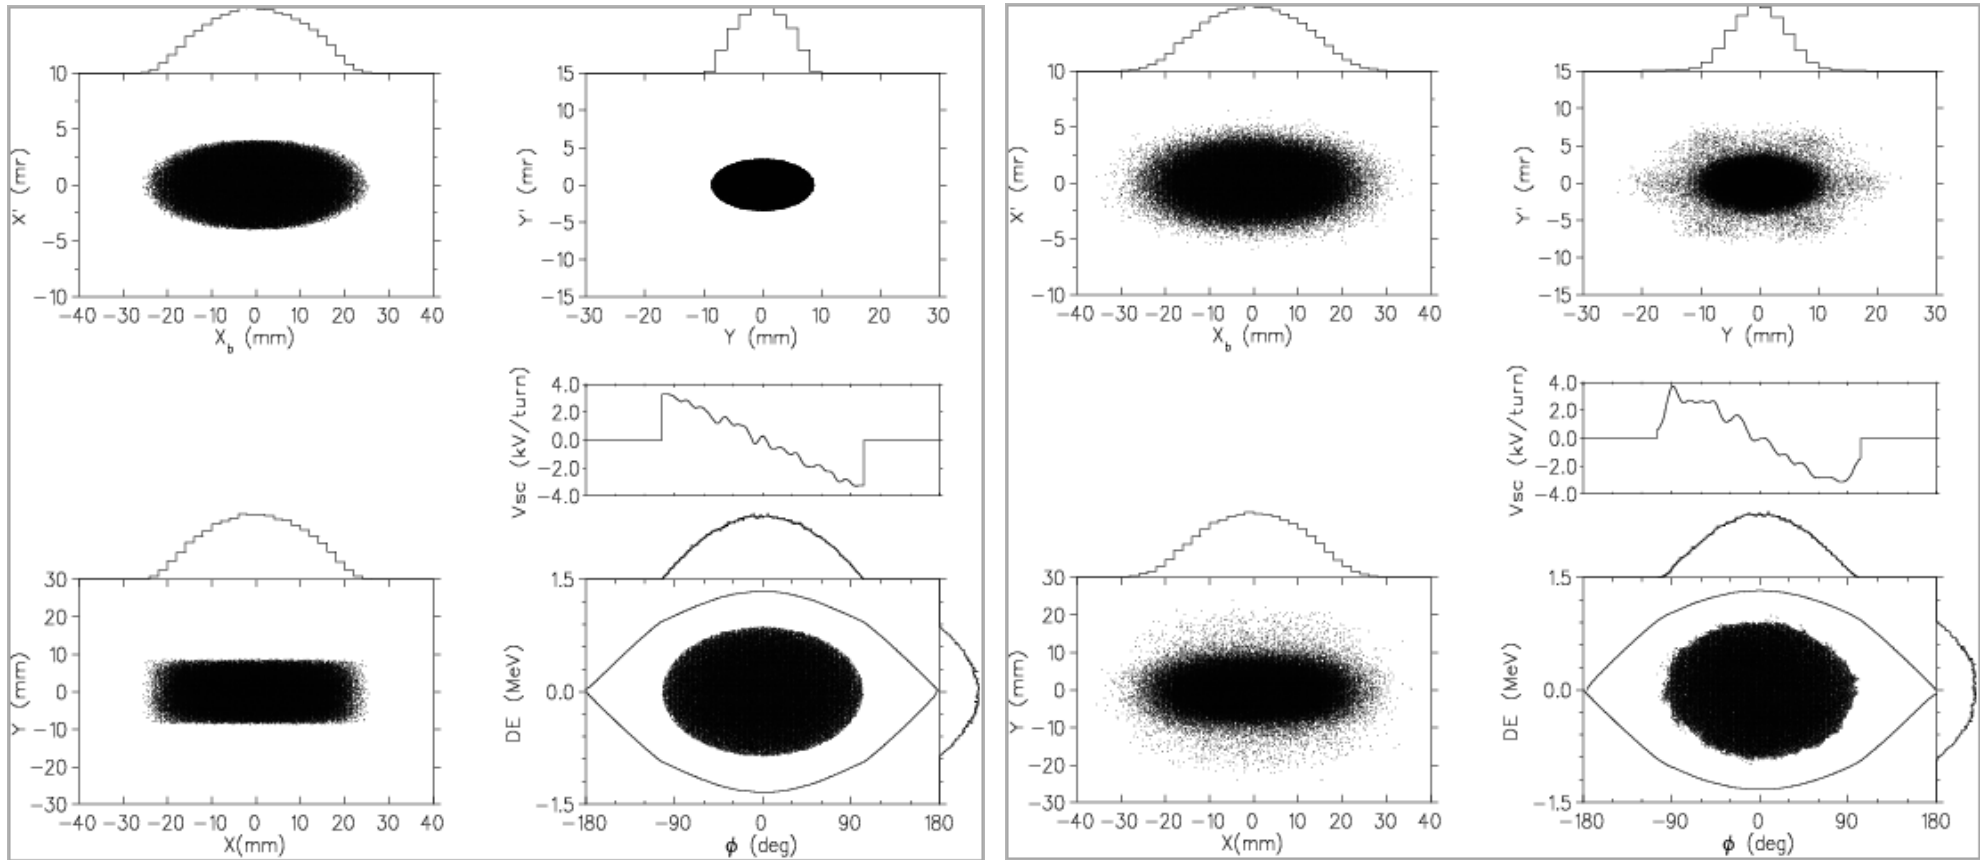 10
5
0
−5
−10
X' (mr)
−40 −30 −20 −10 0 10 20 30 40
X_b (mm)
15
10
5
0
−5
−10
−15
Y' (mr)
−30 −20 −10 0 10 20 30
Y (mm)
4.0
2.0
0.0
−2.0
−4.0
Vsc (kV/turn)
30
20
10
0
−10
−20
−30
Y (mm)
−40 −30 −20 −10 0 10 20 30 40
X(mm)
1.5
0.0
−1.5
DE (MeV)
−180 −90 0 90 180
ϕ (deg)
10
5
0
−5
−10
X' (mr)
−40 −30 −20 −10 0 10 20 30 40
X_b (mm)
15
10
5
0
−5
−10
−15
Y' (mr)
−30 −20 −10 0 10 20 30
Y (mm)
4.0
2.0
0.0
−2.0
−4.0
Vsc (kV/turn)
30
20
10
0
−10
−20
−30
Y (mm)
−40 −30 −20 −10 0 10 20 30 40
X(mm)
1.5
0.0
−1.5
DE (MeV)
−180 −90 0 90 180
ϕ (deg)